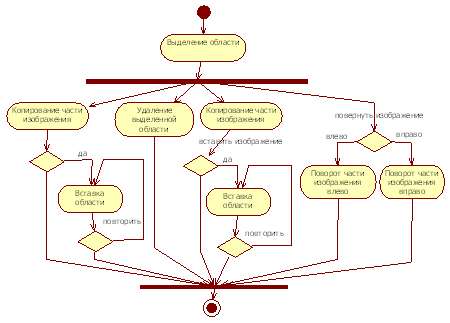 Выделение области
Копирование части
изображения
Удаление
выделенной
области
Копирование части
изображения
повернуть изображение
вставить изображение
влево
вправо
да
да
Вставка
области
Вставка
области
Поворот части
изображения
влево
Поворот части
изображения
вправо
повторить
повторить